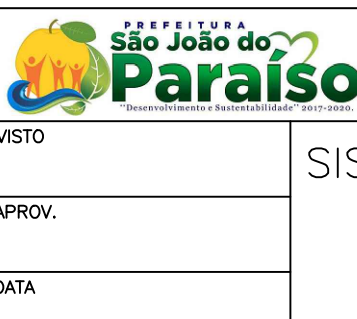 PREFEITURA
São João do
Paraíso
"Desenvolvimento e Sustentabilidade" 2017-2020.
VISTO
SIS
APROV.
DATA